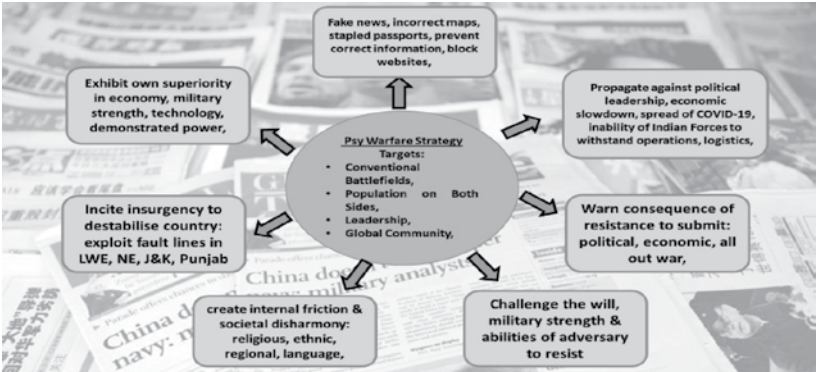 Fake news, incorrect maps,
stapled passports, prevent
correct information, block
websites,
Exhibit own superiority
in economy, military
strength, technology,
demonstrated power,
Propagate against political
leadership, economic
slowdown, spread of COVID-19,
inability of Indian Forces to
withstand operations, logistics,
Psy Warfare Strategy
Targets:
• Conventional
Battlefields,
• Population on Both
Sides,
• Leadership,
• Global Community,
Incite insurgency to
destabilise country:
exploit fault lines in
LWE, NE, J&K, Punjab
Warn consequence of
resistance to submit:
political, economic, all
out war,
create internal friction &
societal disharmony:
religious, ethnic,
regional, language,
Challenge the will,
military strength &
abilities of adversary
to resist
China does
military analysts
China d
navy: